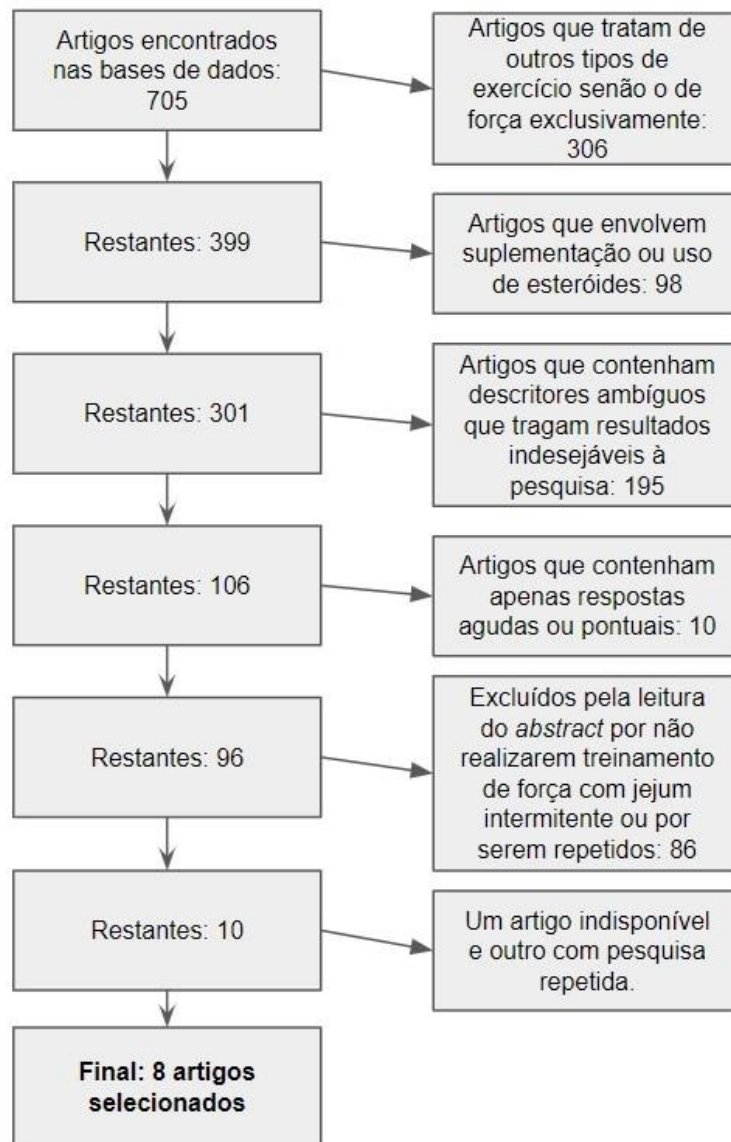 Artigos encontrados
nas bases de dados:
705
Artigos que tratam de
outros tipos de
exercício senão o de
força exclusivamente:
306
Restantes: 399
Artigos que envolvem
suplementação ou uso
de esteróides: 98
Restantes: 301
Artigos que contenham
descritores ambíguos
que tragam resultados
indesejáveis à
pesquisa: 195
Restantes: 106
Artigos que contenham
apenas respostas
agudas ou pontuais: 10
Restantes: 96
Excluídos pela leitura
do abstract por não
realizarem treinamento
de força com jejum
intermitente ou por
serem repetidos: 86
Restantes: 10
Um artigo indisponível
e outro com pesquisa
repetida.
Final: 8 artigos
selecionados